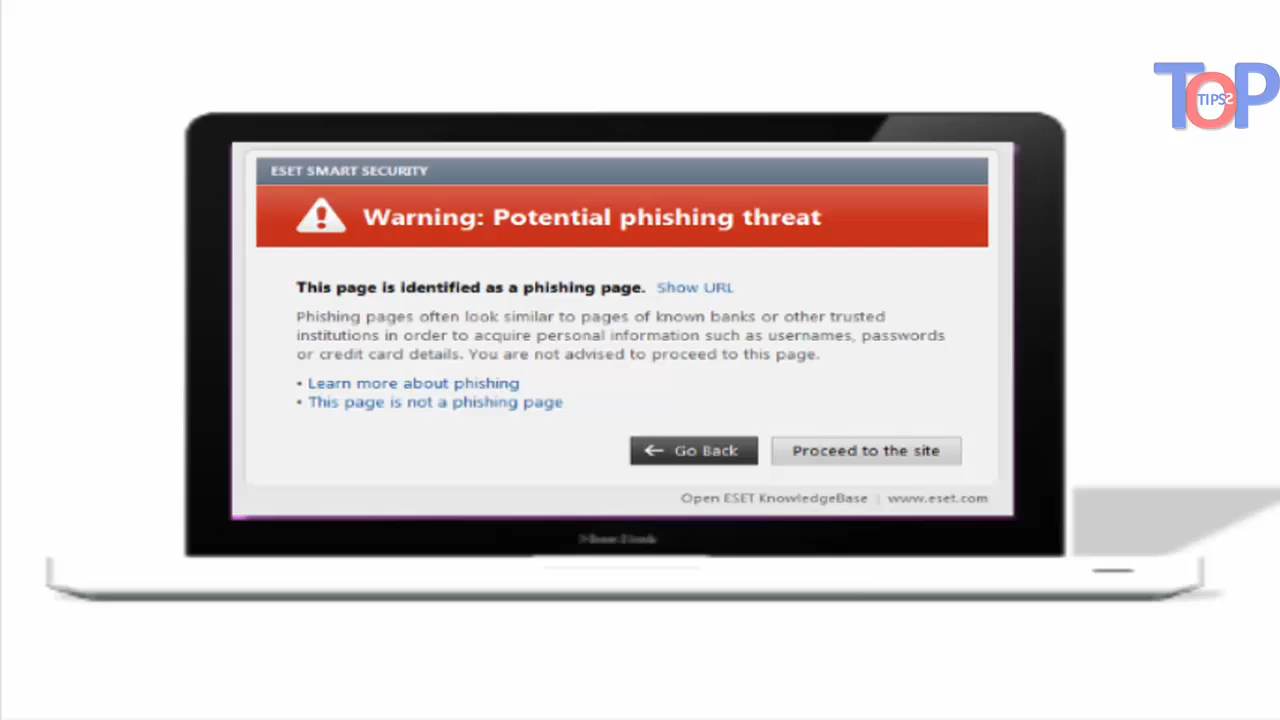 TOP
TIPS
ESET SMART SECURITY
Warning: Potential phishing threat
This page is identified as a phishing page. Show URL
Phishing pages often look similar to pages of known banks or other trusted
institutions in order to acquire personal information such as usernames, passwords
or credit card details. You are not advised to proceed to this page.
• Learn more about phishing
• This page is not a phishing page
← Go Back
Proceed to the site
Open ESET KnowledgeBase | www.eset.com